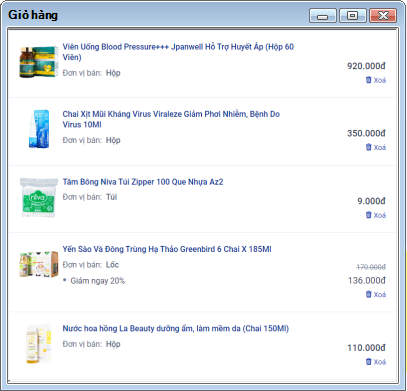 Giỏ hàng
Viên Uống Blood Pressure+++ Jpanwell Hỗ Trợ Huyết Áp (Hộp 60
Viên)
Đơn vị bán: Hộp
920.000đ
Xoá
Chai Xịt Mũi Kháng Virus Viraleze Giảm Phơi Nhiễm, Bệnh Do
Virus 10Ml
Đơn vị bán: Hộp
350.000đ
Xoá
Tăm Bông Niva Túi Zipper 100 Que Nhựa Az2
Đơn vị bán: Túi
niva
9.000đ
Xoá
Yến Sào Và Đông Trùng Hạ Thảo Greenbird 6 Chai X 185Ml
Đơn vị bán: Lốc
170.000đ
* Giảm ngay 20%
136.000đ
Xoá
Nước hoa hồng La Beauty dưỡng ẩm, làm mềm da (Chai 150Ml)
Đơn vị bán: Hộp
110.000đ
Xoá